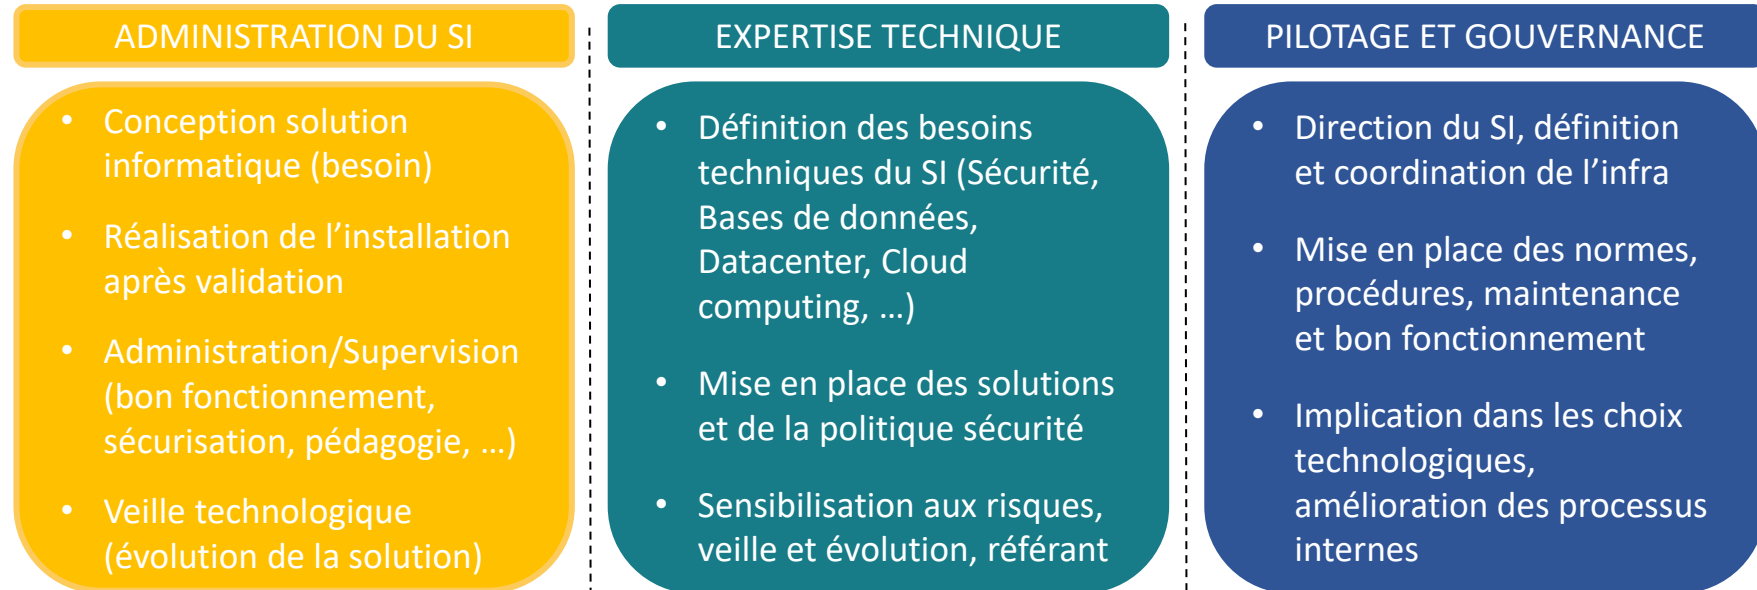 ADMINISTRATION DU SI
• Conception solution
informatique (besoin)
• Réalisation de l’installation
après validation
• Administration/Supervision
(bon fonctionnement,
sécurisation, pédagogie, …)
• Veille technologique
(évolution de la solution)
EXPERTISE TECHNIQUE
• Définition des besoins
techniques du SI (Sécurité,
Bases de données,
Datacenter, Cloud
computing, …)
• Mise en place des solutions
et de la politique sécurité
• Sensibilisation aux risques,
veille et évolution, référant
PILOTAGE ET GOUVERNANCE
• Direction du SI, définition
et coordination de l’infra
• Mise en place des normes,
procédures, maintenance
et bon fonctionnement
• Implication dans les choix
technologiques,
amélioration des processus
internes